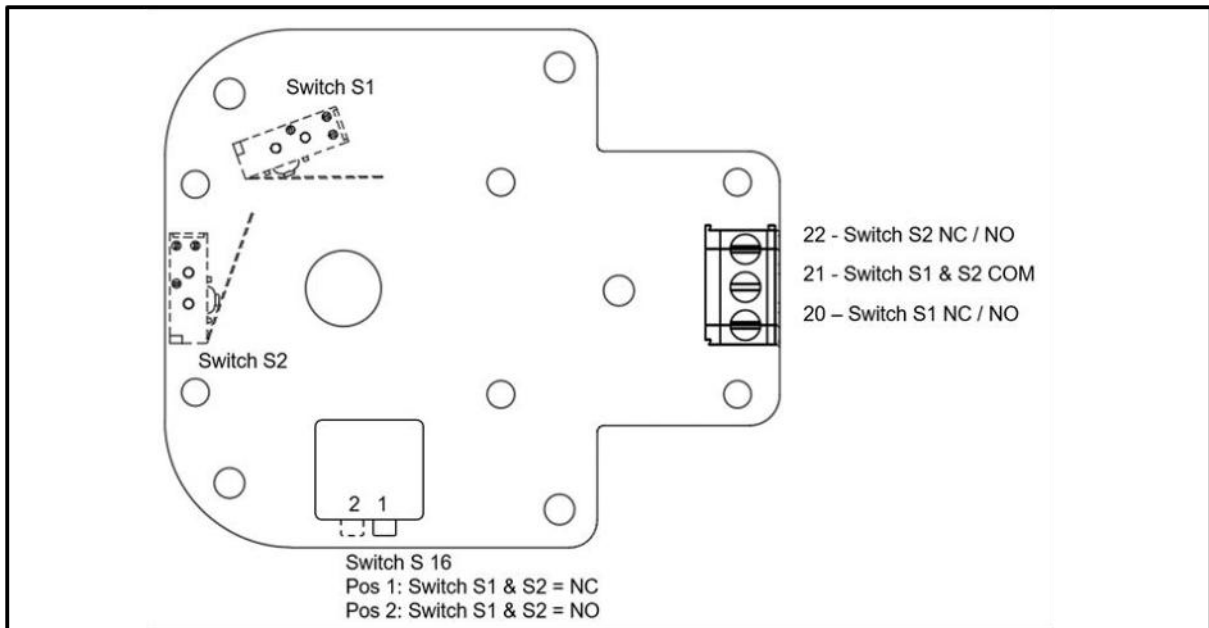 Switch S1
22 - Switch S2 NC / NO
21 - Switch S1 & S2 COM
20 – Switch S1 NC / NO
Switch S2
2 1
Switch S 16
Pos 1: Switch S1 & S2 = NC
Pos 2: Switch S1 & S2 = NO